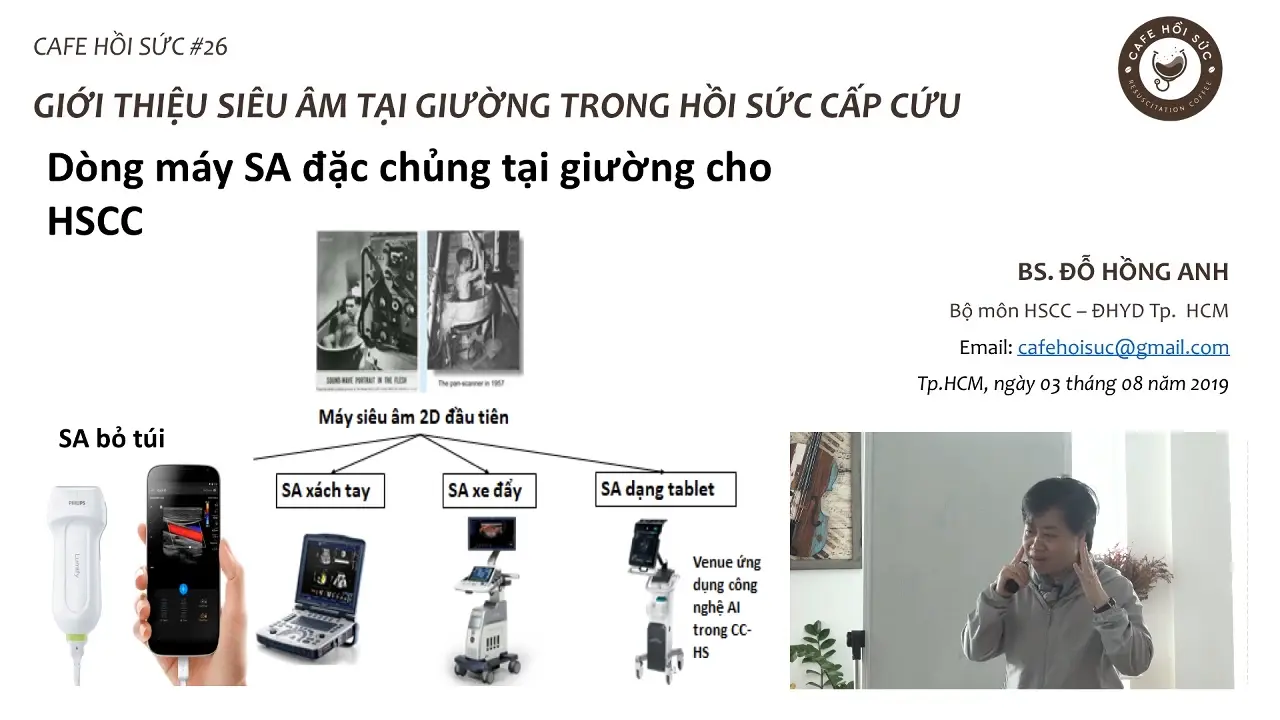 CAFE HỒI SỨC #26
GIỚI THIỆU SIÊU ÂM TẠI GIƯỜNG TRONG HỒI SỨC CẤP CỨU
CAFE HỒI SỨC
RESUSCITATION COFFEE
Dòng máy SA đặc chủng tại giường cho
HSCC
BS. ĐỖ HỒNG ANH
Bộ môn HSCC – ĐHYD Tp. HCM
Email: cafehoisuc@gmail.com
Tp.HCM, ngày 03 tháng 08 năm 2019
SOUND-WAVE PORTRAIT IN THE FLESH
The pan-scanner in 1957
Máy siêu âm 2D đầu tiên
SA bỏ túi
SA xách tay
SA xe đẩy
SA dạng tablet
PHILIPS
Lumify
Venue ứng
dụng công
nghệ AI
trong CC-
HS